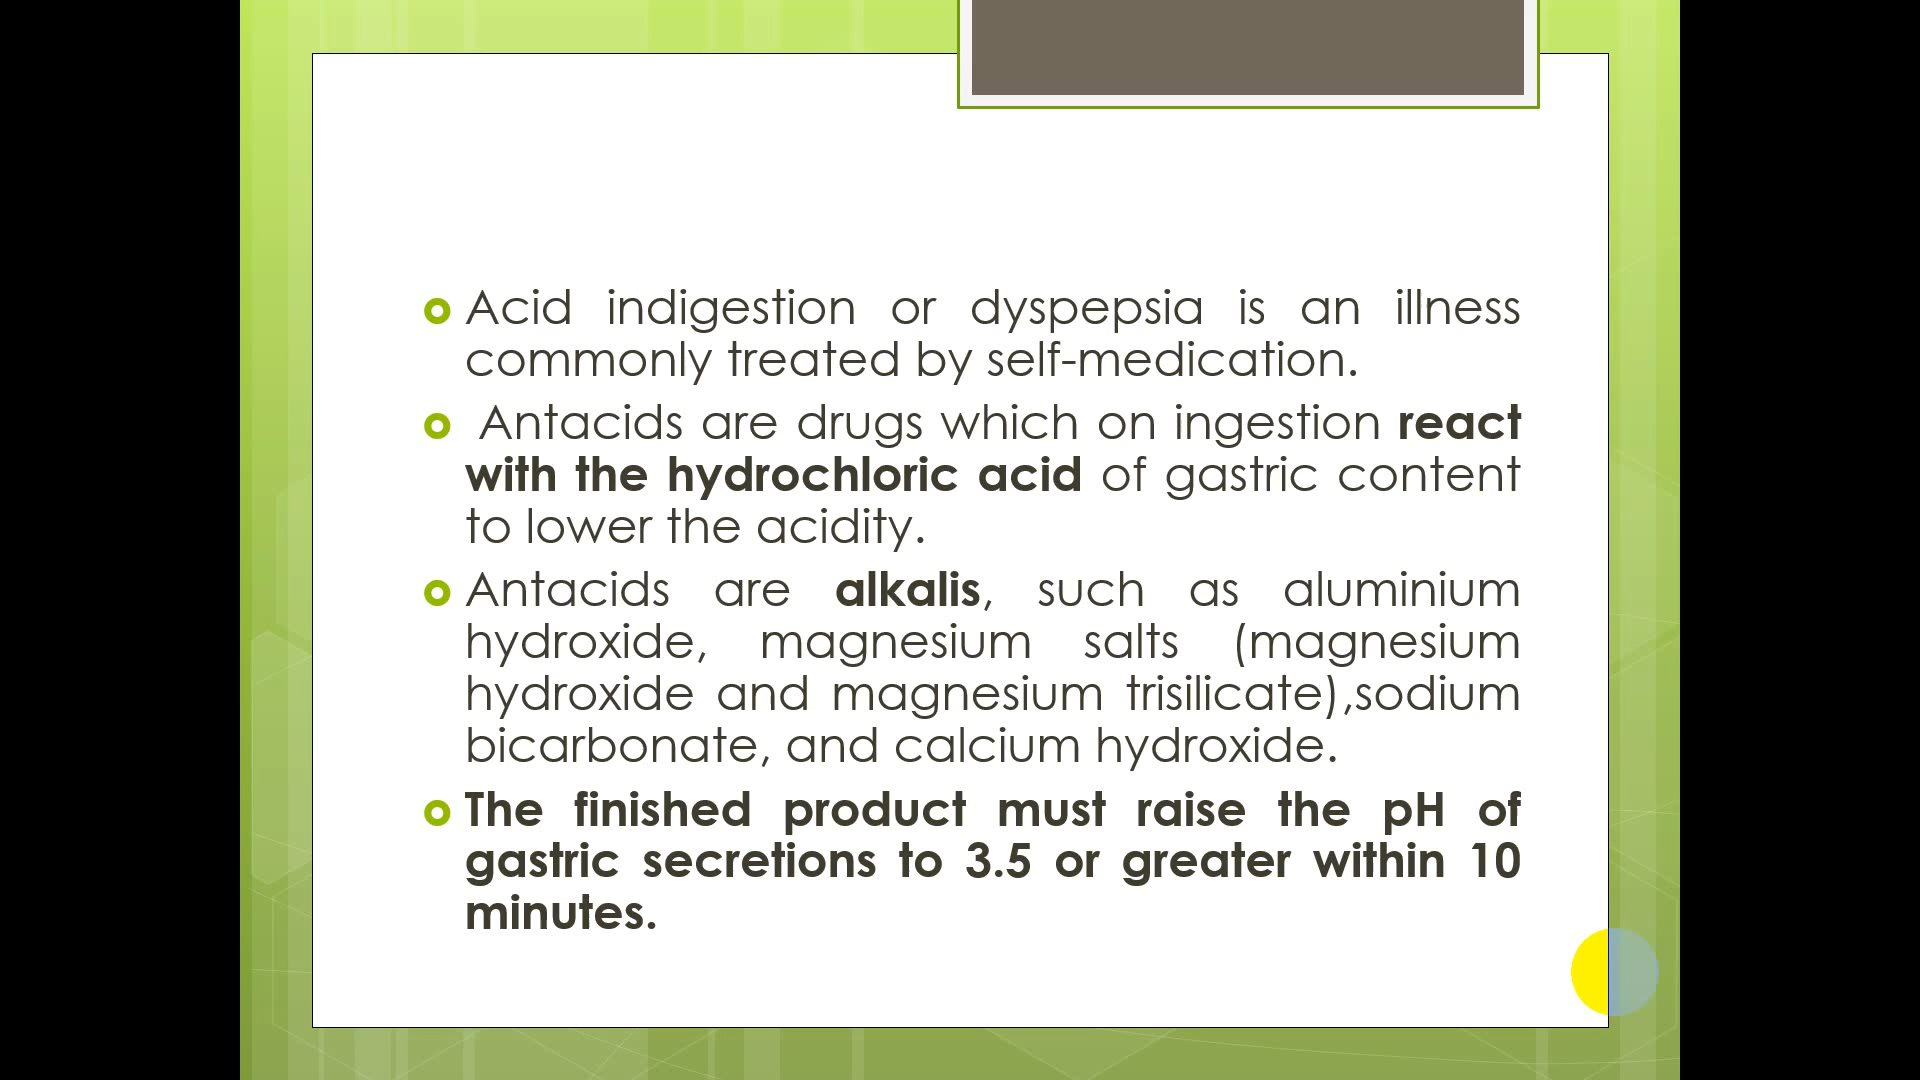 Acid indigestion or dyspepsia is an illness
commonly treated by self-medication.
Antacids are drugs which on ingestion react
with the hydrochloric acid of gastric content
to lower the acidity.
Antacids are alkalis, such as aluminium
hydroxide, magnesium salts (magnesium
hydroxide and magnesium trisilicate),sodium
bicarbonate, and calcium hydroxide.
The finished product must raise the pH of
gastric secretions to 3.5 or greater within 10
minutes.